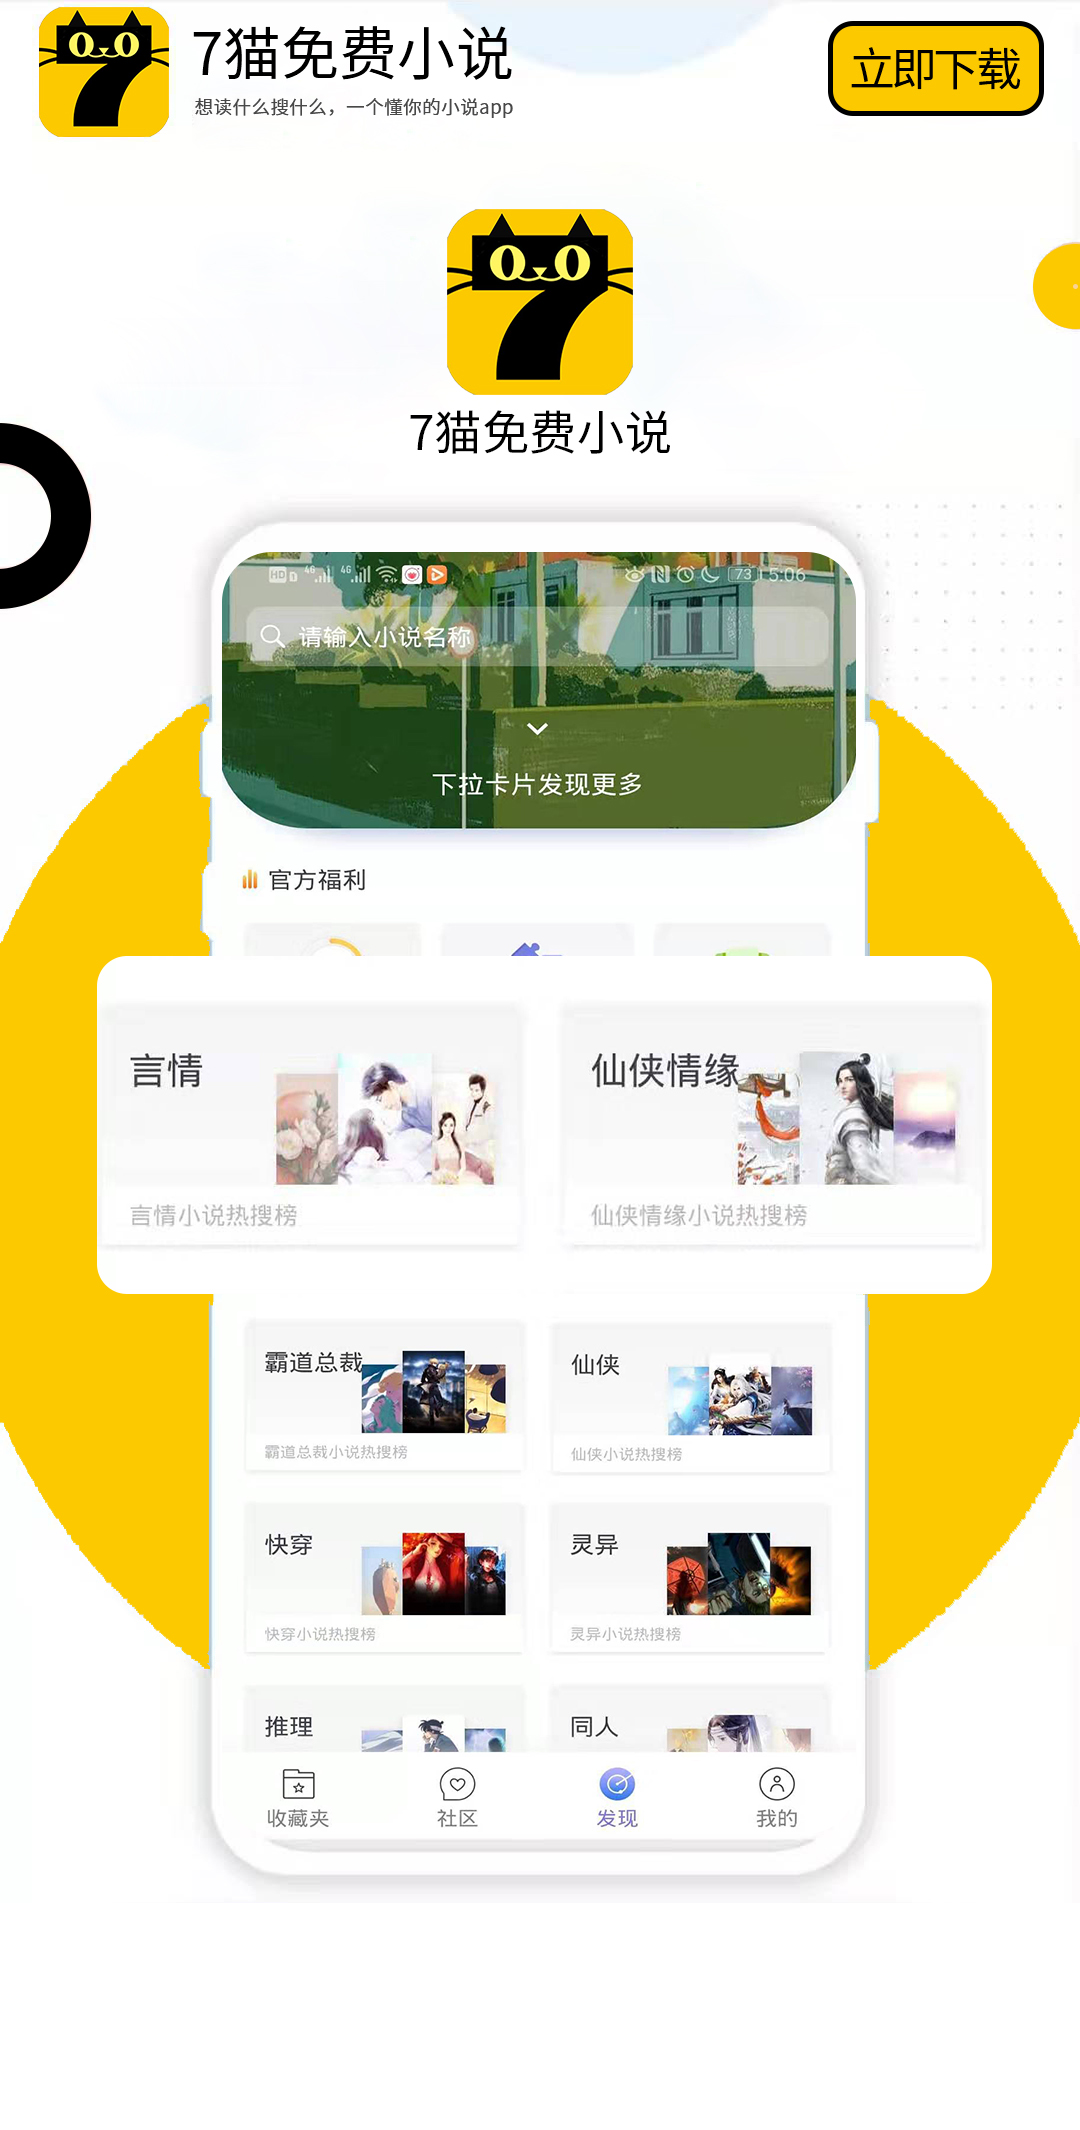 7猫免费小说
想读什么搜什么，一个懂你的小说app
立即下载
7猫免费小说
HD 4G 4G 73 5:06
请输入小说名称
下拉卡片发现更多
官方福利
言情
仙侠情缘
言情小说热搜榜
仙侠情缘小说热搜榜
霸道总裁
仙侠
霸道总裁小说热搜榜
仙侠小说热搜榜
快穿
灵异
快穿小说热搜榜
灵异小说热搜榜
推理
同人
收藏夹
社区
发现
我的